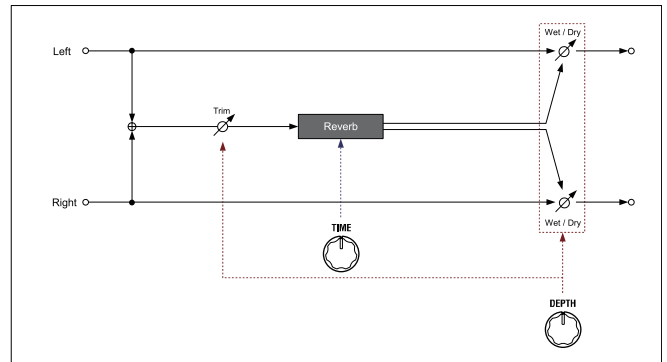 Wet / Dry
Left
Trim
Reverb
Right
Wet / Dry
TIME
DEPTH